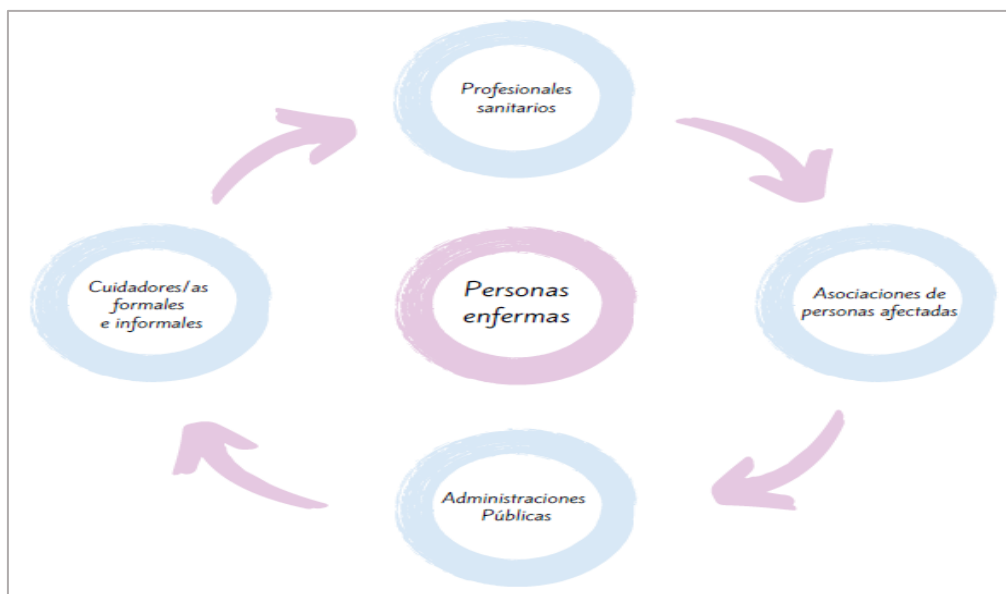 Profesionales
sanitarios
Cuidadores/as
formales
e informales
Personas
enfermas
Asociaciones de
personas afectadas
Administraciones
Públicas